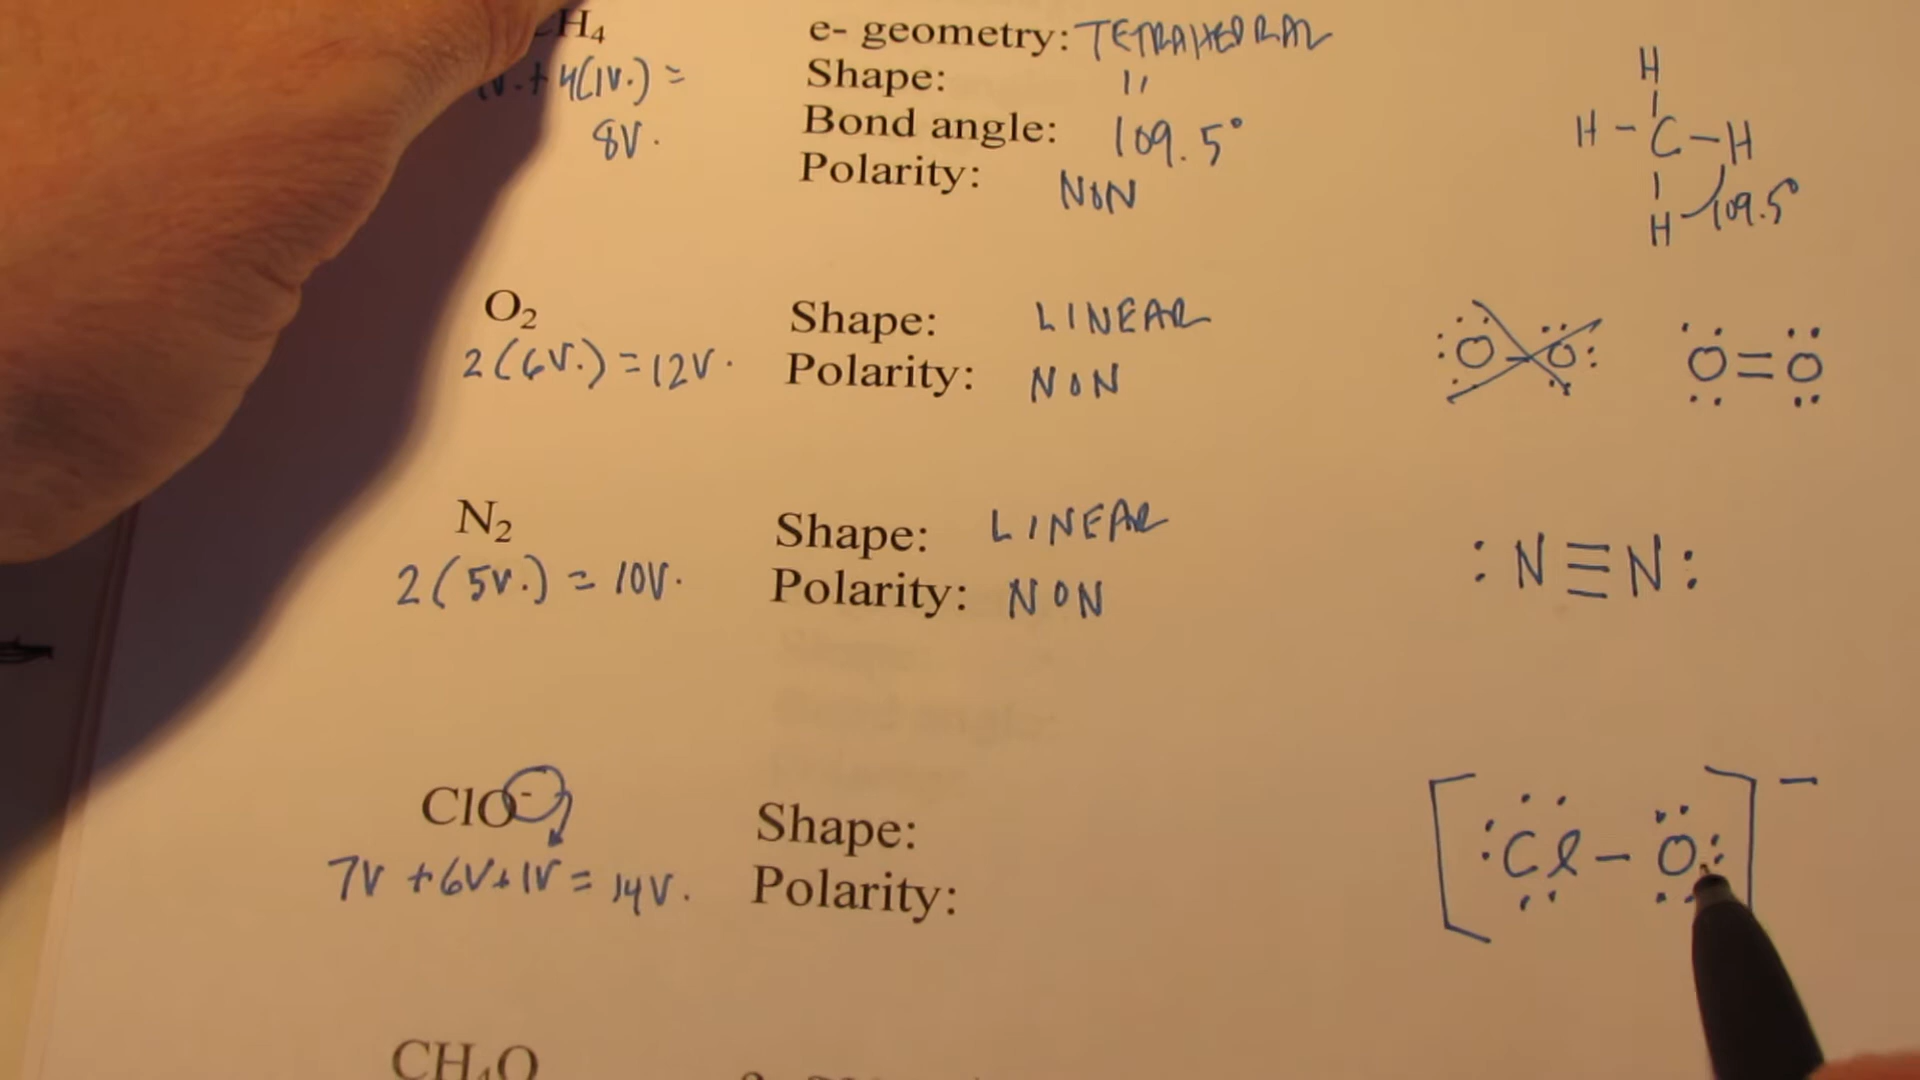 H₄ e- geometry: TETRAHEDRAL
V. + 4(1V.) = Shape: 11
8V. Bond angle: 109.5°
Polarity: NON
H
H - C - H
H 109.5°
O₂ Shape: LINEAR
2(6V.) = 12V. Polarity: NON
:O - O: O = O
N₂ Shape: LINEAR
2(5V.) = 10V. Polarity: NON
:N≡N:
ClO⁻ Shape:
7V + 6V + 1V = 14V. Polarity:
[:Cl - O:]⁻
CH₄O